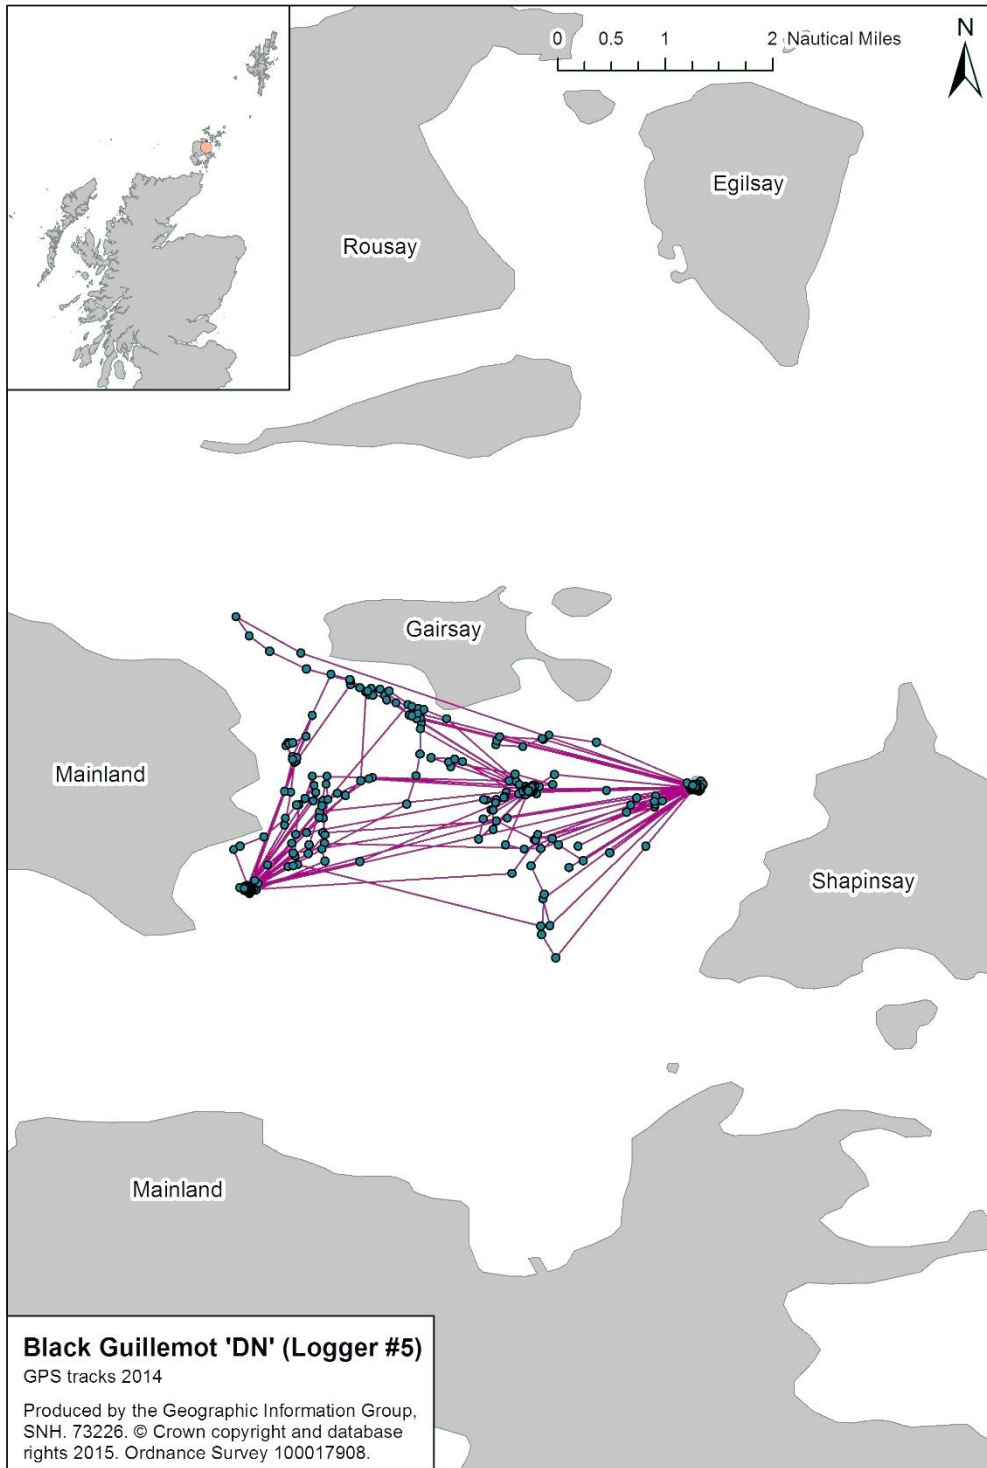 0 0.5 1 2 Nautical Miles
N
Egilsay
Rousay
Gairsay
Mainland
Shapinsay
Mainland
Black Guillemot 'DN' (Logger #5)
GPS tracks 2014
Produced by the Geographic Information Group,
SNH. 73226. © Crown copyright and database
rights 2015. Ordnance Survey 100017908.